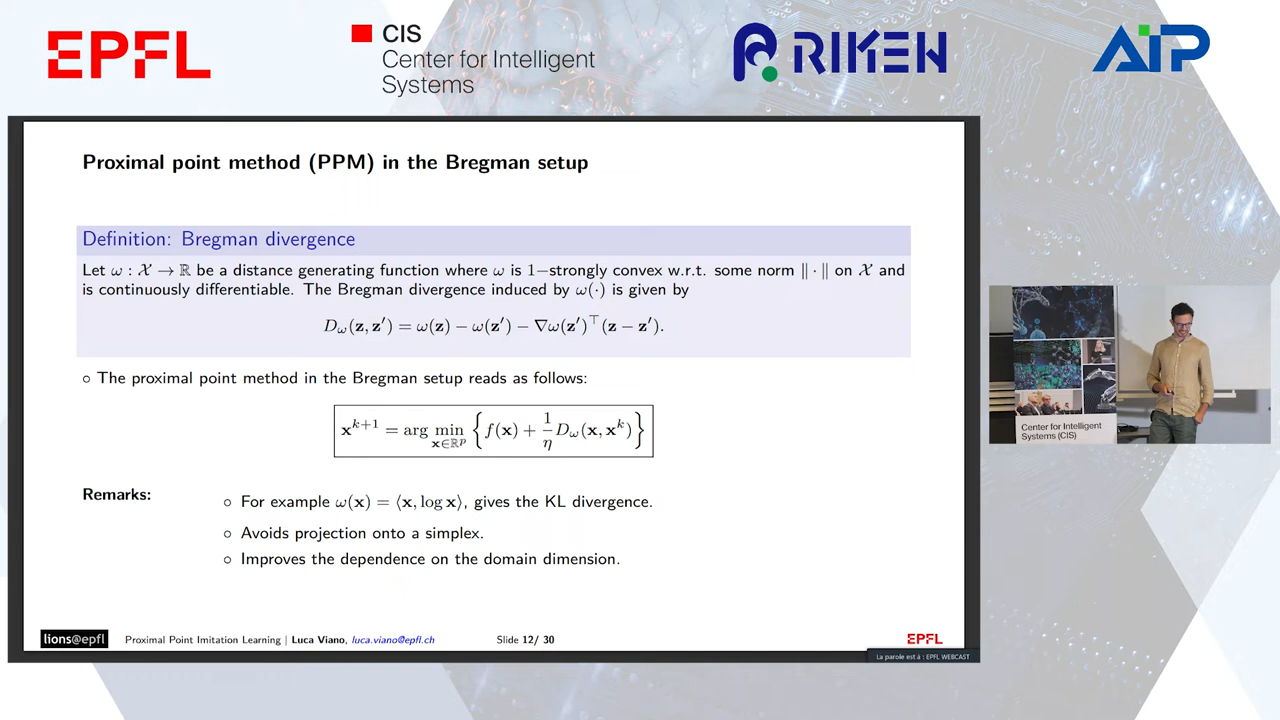 EPFL
CIS
Center for Intelligent
Systems
RIKEN
AIP
Proximal point method (PPM) in the Bregman setup
Definition: Bregman divergence
Let ω : 𝒳 → ℝ be a distance generating function where ω is 1−strongly convex w.r.t. some norm ‖ · ‖ on 𝒳 and
is continuously differentiable. The Bregman divergence induced by ω(·) is given by
D_ω(z, z′) = ω(z) − ω(z′) − ∇ω(z′)^⊤(z − z′).
○ The proximal point method in the Bregman setup reads as follows:
x^{k+1} = arg min_{x∈ℝ^p} { f(x) + 1/η D_ω(x, x^k) }
Remarks:
○ For example ω(x) = ⟨x, log x⟩, gives the KL divergence.
○ Avoids projection onto a simplex.
○ Improves the dependence on the domain dimension.
lions@epfl
Proximal Point Imitation Learning | Luca Viano, luca.viano@epfl.ch
Slide 12/ 30
EPFL
La parole est à : EPFL WEBCAST
Center for Intelligent
Systems (CIS)